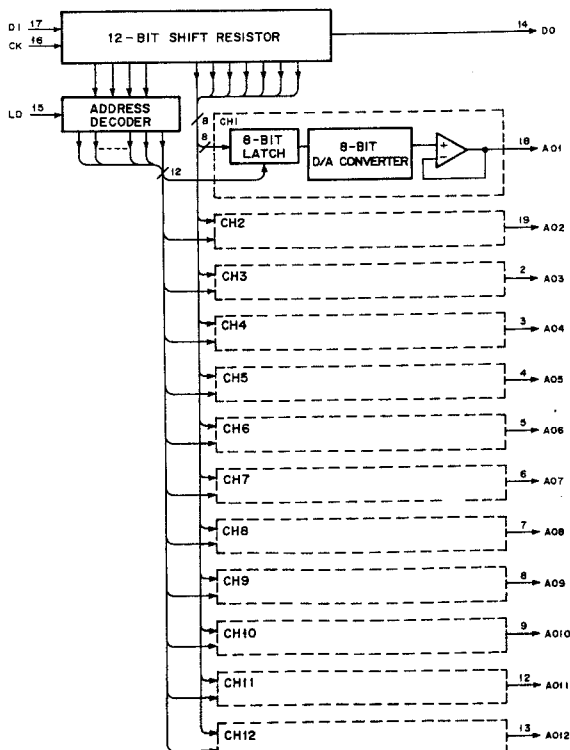 DI 17
CK 16
12-BIT SHIFT RESISTOR
14 DO
LD 15
ADDRESS DECODER
8
8
12
CH1
8-BIT LATCH
8-BIT D/A CONVERTER
+
−
18 AO1
CH2
19 AO2
CH3
2 AO3
CH4
3 AO4
CH5
4 AO5
CH6
5 AO6
CH7
6 AO7
CH8
7 AO8
CH9
8 AO9
CH10
9 AO10
CH11
12 AO11
CH12
13 AO12